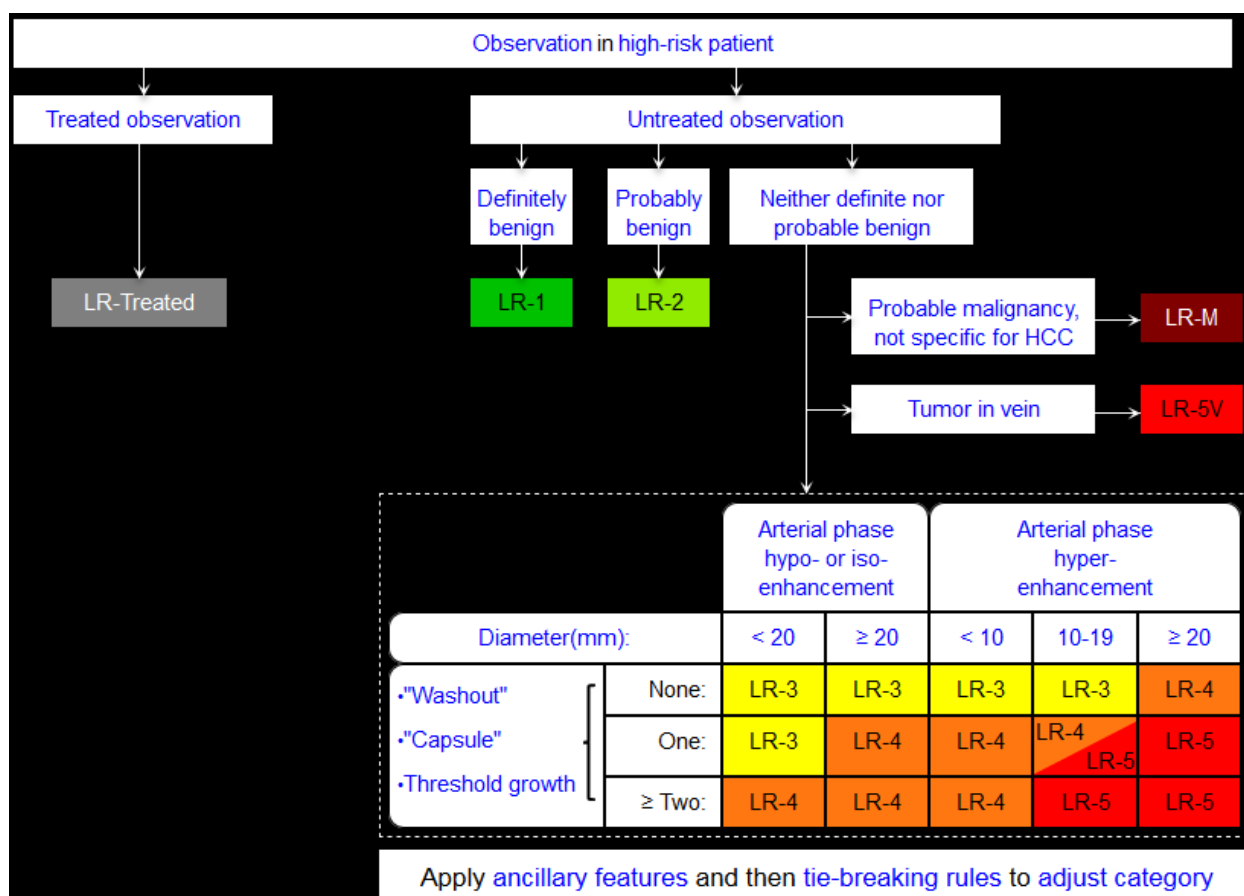 Observation in high-risk patient
Treated observation
Untreated observation
Definitely
benign
Probably
benign
Neither definite nor
probable benign
LR-Treated
LR-1
LR-2
Probable malignancy,
not specific for HCC
LR-M
Tumor in vein
LR-5V
Arterial phase
hypo- or iso-
enhancement
Arterial phase
hyper-
enhancement
Diameter(mm): < 20 ≥ 20 < 10 10-19 ≥ 20
•"Washout"
•"Capsule"
•Threshold growth
None: LR-3 LR-3 LR-3 LR-3 LR-4
One: LR-3 LR-4 LR-4 LR-4 LR-5 LR-5
≥ Two: LR-4 LR-4 LR-4 LR-5 LR-5
Apply ancillary features and then tie-breaking rules to adjust category